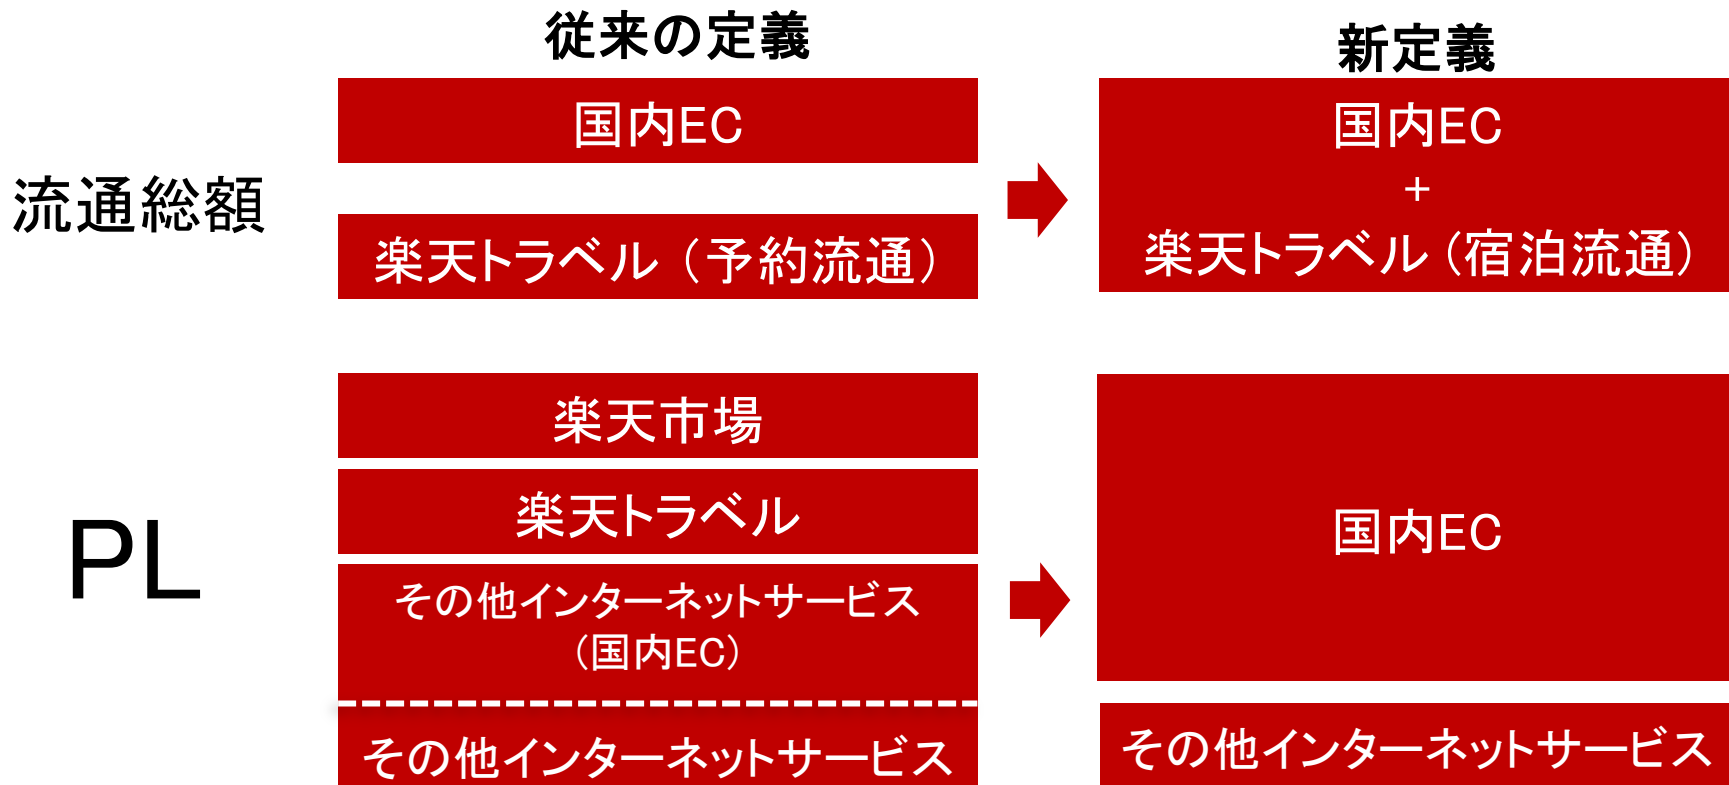 従来の定義
新定義
流通総額
国内EC
楽天トラベル（予約流通）
国内EC
+
楽天トラベル（宿泊流通）
PL
楽天市場
楽天トラベル
その他インターネットサービス
（国内EC）
その他インターネットサービス
国内EC
その他インターネットサービス